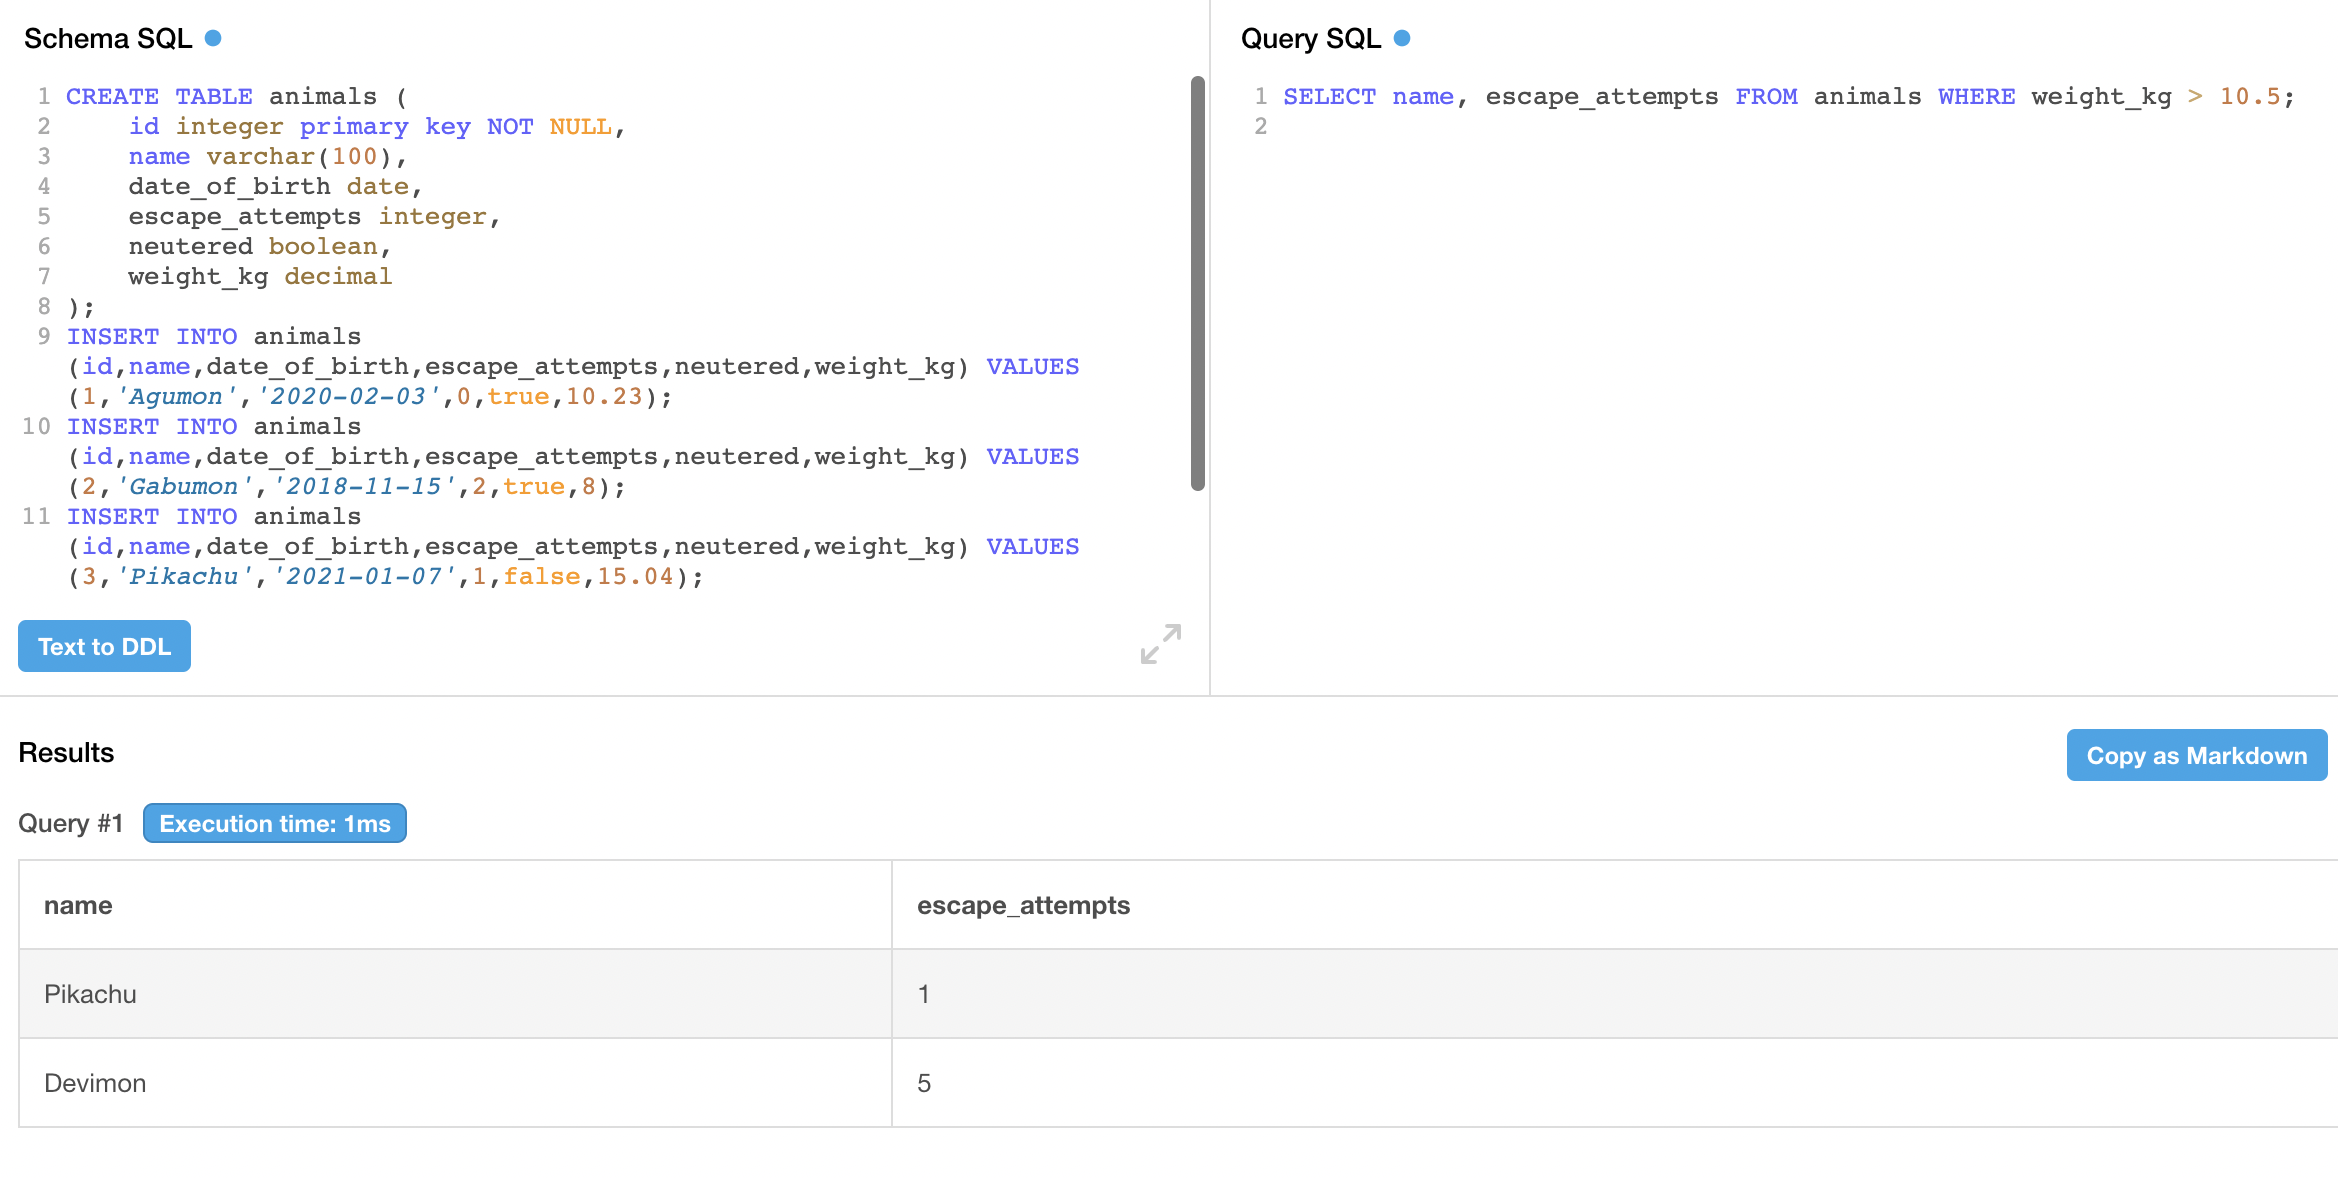 Schema SQL
1 CREATE TABLE animals (
2 id integer primary key NOT NULL,
3 name varchar(100),
4 date_of_birth date,
5 escape_attempts integer,
6 neutered boolean,
7 weight_kg decimal
8 );
9 INSERT INTO animals
(id,name,date_of_birth,escape_attempts,neutered,weight_kg) VALUES
(1,'Agumon','2020-02-03',0,true,10.23);
10 INSERT INTO animals
(id,name,date_of_birth,escape_attempts,neutered,weight_kg) VALUES
(2,'Gabumon','2018-11-15',2,true,8);
11 INSERT INTO animals
(id,name,date_of_birth,escape_attempts,neutered,weight_kg) VALUES
(3,'Pikachu','2021-01-07',1,false,15.04);
Text to DDL
Query SQL
1 SELECT name, escape_attempts FROM animals WHERE weight_kg > 10.5;
2
Results
Copy as Markdown
Query #1 Execution time: 1ms
name escape_attempts
Pikachu 1
Devimon 5